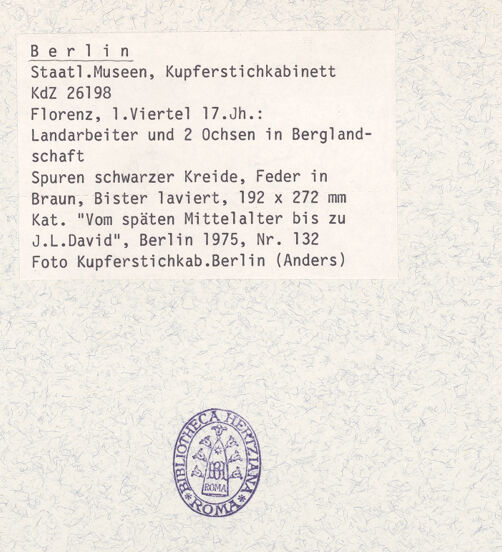 B e r l i n
Staatl.Museen, Kupferstichkabinett
KdZ 26198
Florenz, 1.Viertel 17.Jh.:
Landarbeiter und 2 Ochsen in Bergland-
schaft
Spuren schwarzer Kreide, Feder in
Braun, Bister laviert, 192 x 272 mm
Kat. "Vom späten Mittelalter bis zu
J.L.David", Berlin 1975, Nr. 132
Foto Kupferstichkab.Berlin (Anders)
BIBLIOTHECA HERTZIANA
ROMA
ROMA